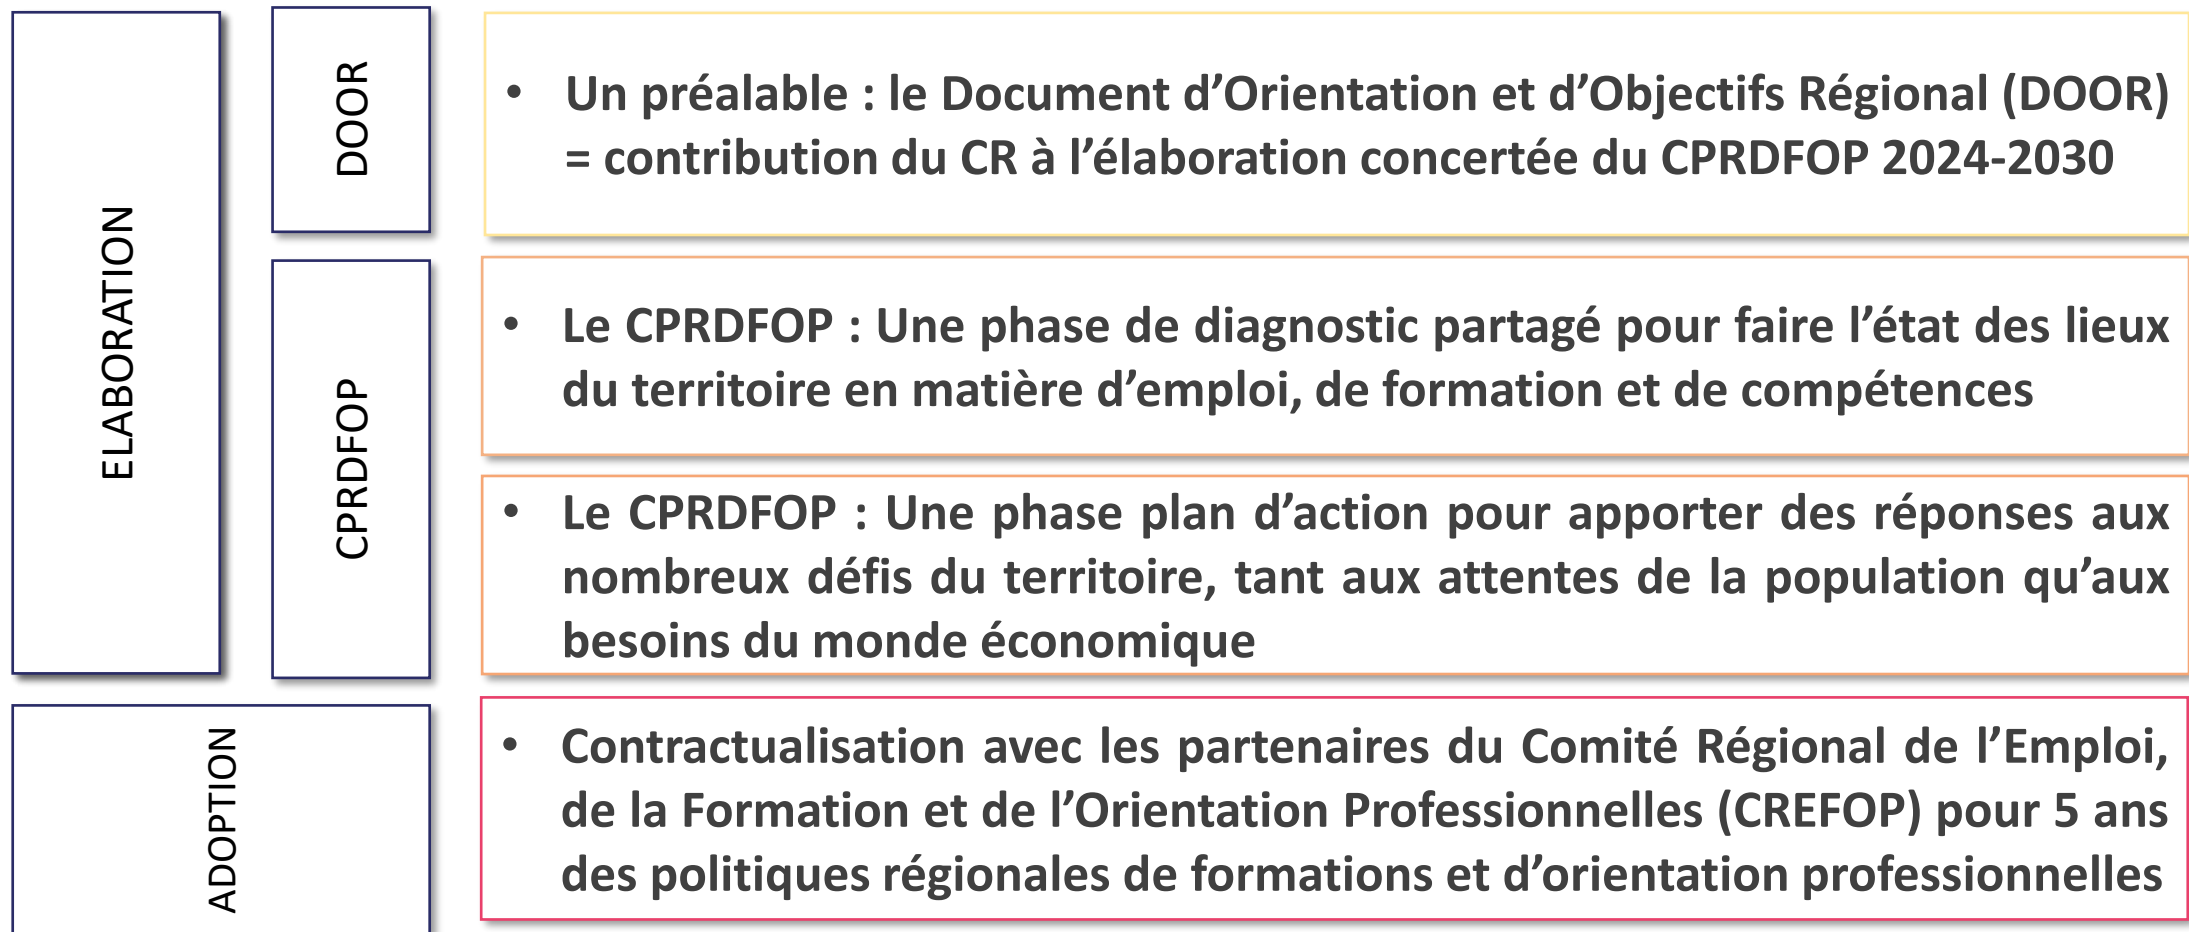 ELABORATION
DOOR
• Un préalable : le Document d’Orientation et d’Objectifs Régional (DOOR)
= contribution du CR à l’élaboration concertée du CPRDFOP 2024-2030
CPRDFOP
• Le CPRDFOP : Une phase de diagnostic partagé pour faire l’état des lieux
du territoire en matière d’emploi, de formation et de compétences
• Le CPRDFOP : Une phase plan d’action pour apporter des réponses aux
nombreux défis du territoire, tant aux attentes de la population qu’aux
besoins du monde économique
ADOPTION
• Contractualisation avec les partenaires du Comité Régional de l’Emploi,
de la Formation et de l’Orientation Professionnelles (CREFOP) pour 5 ans
des politiques régionales de formations et d’orientation professionnelles